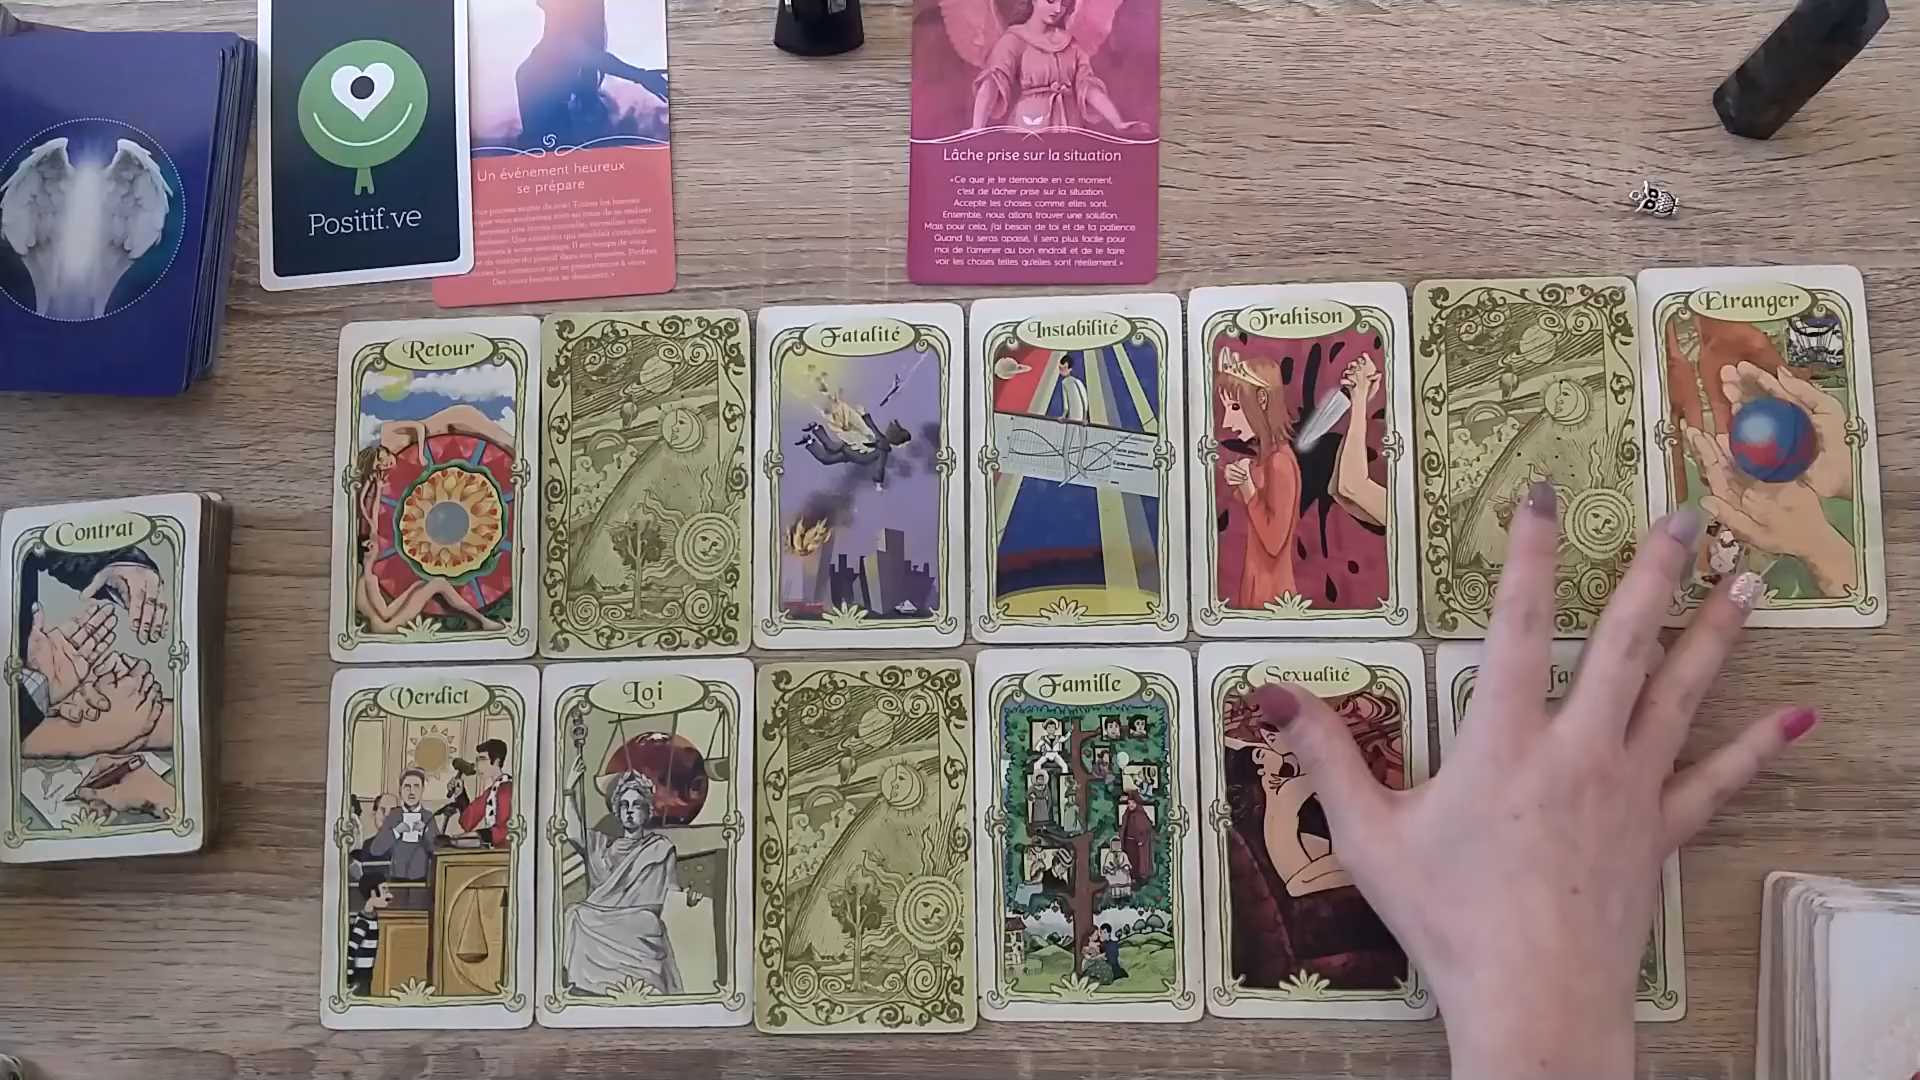 Positif.ve
Un événement heureux
se prépare
Lâche prise sur la situation
«Ce que je te demande en ce moment,
c'est de lâcher prise sur la situation.
Accepte les choses comme elles sont.
Ensemble, nous allons trouver une solution.
Mais pour cela, j'ai besoin de toi et de ta patience.
Quand tu seras apaisé, il sera plus facile pour
moi de t'amener au bon endroit et de te faire
voir les choses telles qu'elles sont réellement.»
Retour
Fatalité
Instabilité
Trahison
Etranger
Contrat
Verdict
Loi
Famille
Sexualité